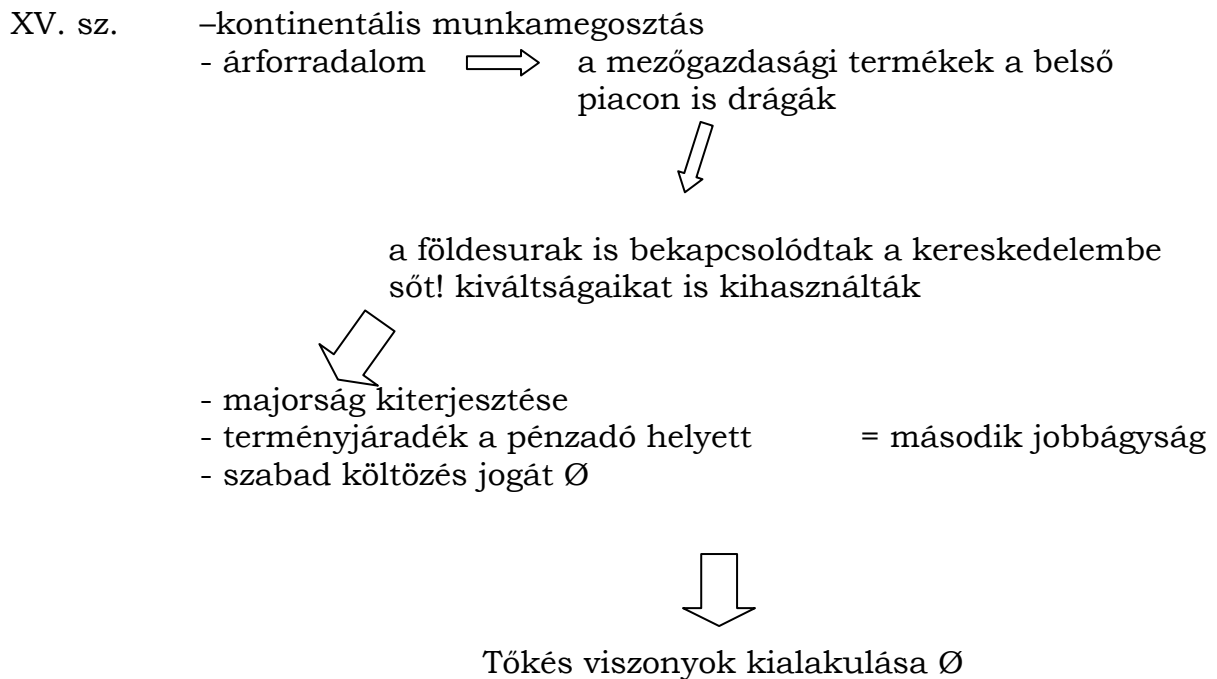 XV. sz. –kontinentális munkamegosztás
- árforradalom a mezőgazdasági termékek a belső
piacon is drágák
a földesurak is bekapcsolódtak a kereskedelembe
sőt! kiváltságaikat is kihasználták
- majorság kiterjesztése
- terményjáradék a pénzadó helyett = második jobbágyság
- szabad költözés jogát Ø
Tőkés viszonyok kialakulása Ø